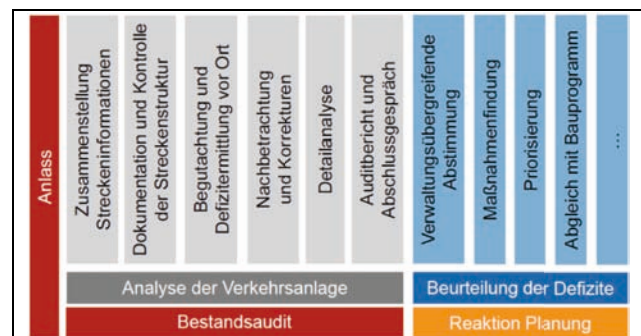 Anlass
Zusammenstellung
Streckeninformationen
Dokumentation und Kontrolle
der Streckenstruktur
Begutachtung und
Defizitermittlung vor Ort
Nachbetrachtung
und Korrekturen
Detailanalyse
Auditbericht und
Abschlussgespräch
Verwaltungsübergreifende
Abstimmung
Maßnahmenfindung
Priorisierung
Abgleich mit Bauprogramm
...
Analyse der Verkehrsanlage
Beurteilung der Defizite
Bestandsaudit
Reaktion Planung